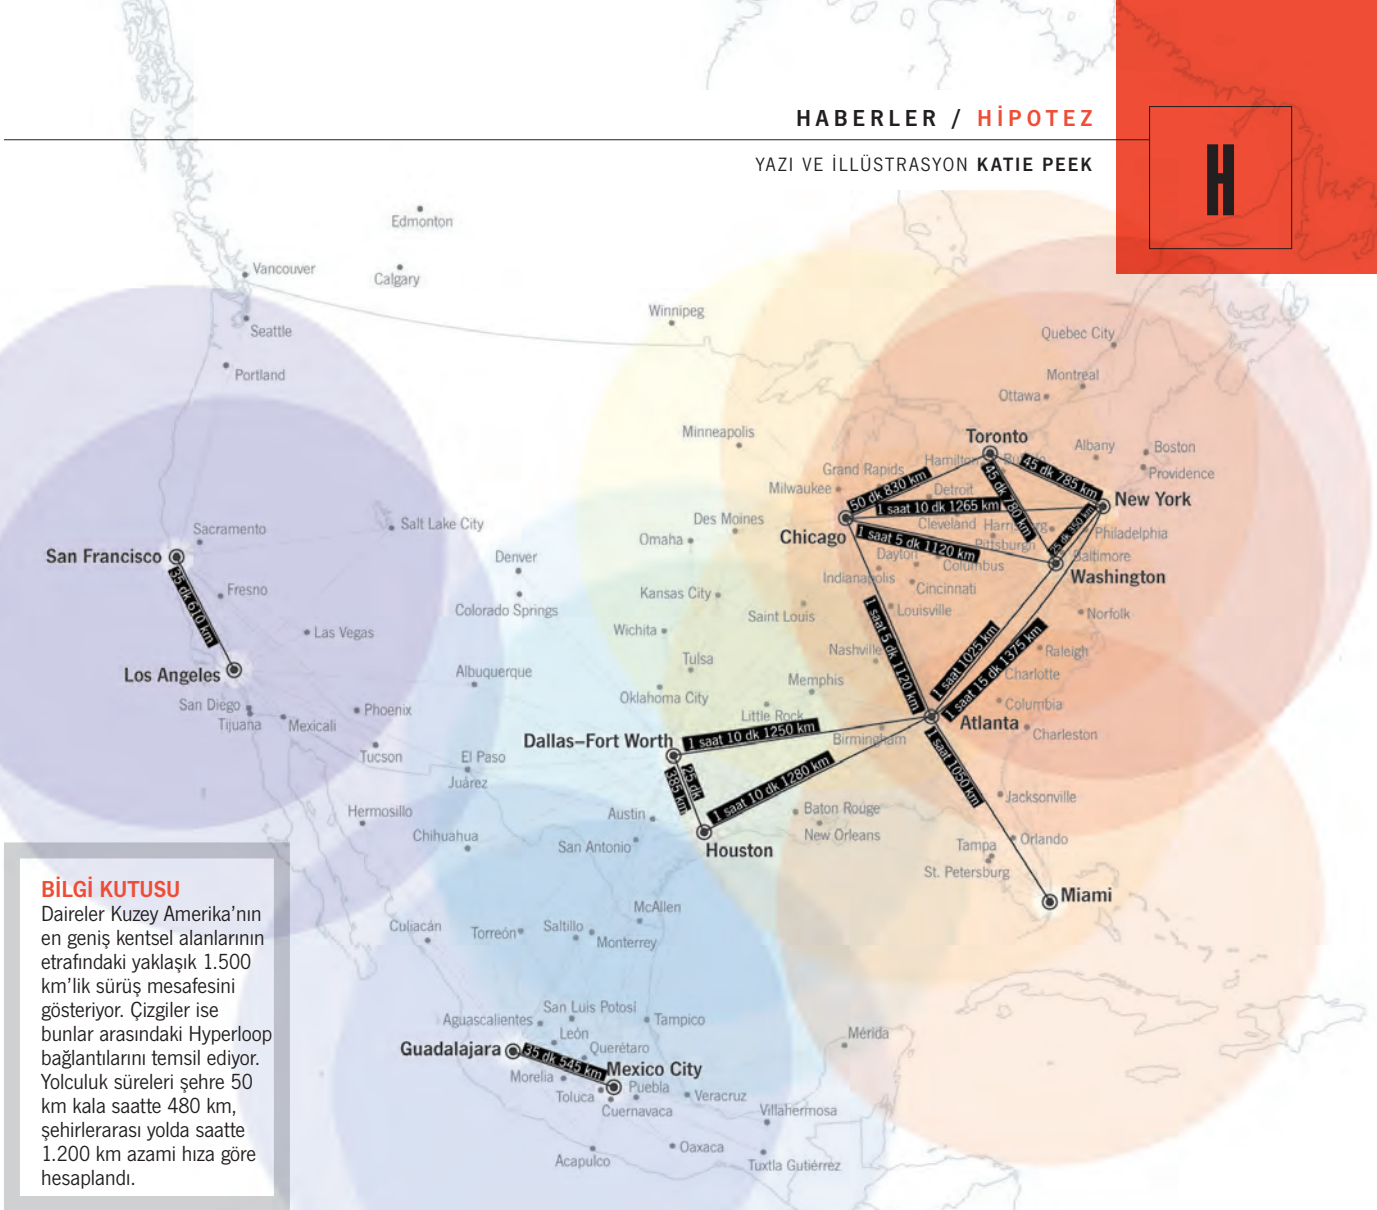 HABERLER / HİPOTEZ
H
YAZI VE İLLÜSTRASYON KATIE PEEK
Edmonton
Vancouver
Calgary
Seattle
Portland
Winnipeg
Quebec City
Montreal
Ottawa
Minneapolis
Toronto
Albany
Boston
Providence
Hamilton
Grand Rapids
Milwaukee
Detroit
50 dk 830 km
45 dk 785 km
45 dk 780 km
1 saat 10 dk 1265 km
New York
Chicago
Cleveland
Philadelphia
Pittsburgh
Baltimore
25 dk 350 km
1 saat 5 dk 1120 km
Des Moines
Omaha
Dayton
Columbus
Washington
Indianapolis
Cincinnati
Salt Lake City
Sacramento
San Francisco
Denver
Colorado Springs
Kansas City
Saint Louis
Louisville
Norfolk
Fresno
35 dk 610 km
Las Vegas
Wichita
Nashville
Raleigh
1 saat 5 dk 1120 km
1 saat 1025 km
1 saat 15 dk 1375 km
Los Angeles
Albuquerque
Tulsa
Oklahoma City
Memphis
Charlotte
San Diego
Tijuana
Mexicali
Phoenix
Little Rock
Columbia
Atlanta
Charleston
Birmingham
Dallas–Fort Worth
1 saat 10 dk 1250 km
Tucson
El Paso
Juárez
25 dk
385 km
1 saat 10 dk 1280 km
1 saat 1050 km
Hermosillo
Chihuahua
Austin
San Antonio
Houston
Baton Rouge
New Orleans
Jacksonville
Tampa
Orlando
St. Petersburg
Miami
BİLGİ KUTUSU
Daireler Kuzey Amerika’nın
en geniş kentsel alanlarının
etrafındaki yaklaşık 1.500
km’lik sürüş mesafesini
gösteriyor. Çizgiler ise
bunlar arasındaki Hyperloop
bağlantılarını temsil ediyor.
Yolculuk süreleri şehre 50
km kala saatte 480 km,
şehirlerarası yolda saatte
1.200 km azami hıza göre
hesaplandı.
Culiacán
Torreón
Saltillo
McAllen
Monterrey
San Luis Potosí
Aguascalientes
Tampico
León
Querétaro
Guadalajara
35 dk 545 km
Mexico City
Morelia
Toluca
Puebla
Cuernavaca
Veracruz
Mérida
Villahermosa
Acapulco
Oaxaca
Tuxtla Gutiérrez